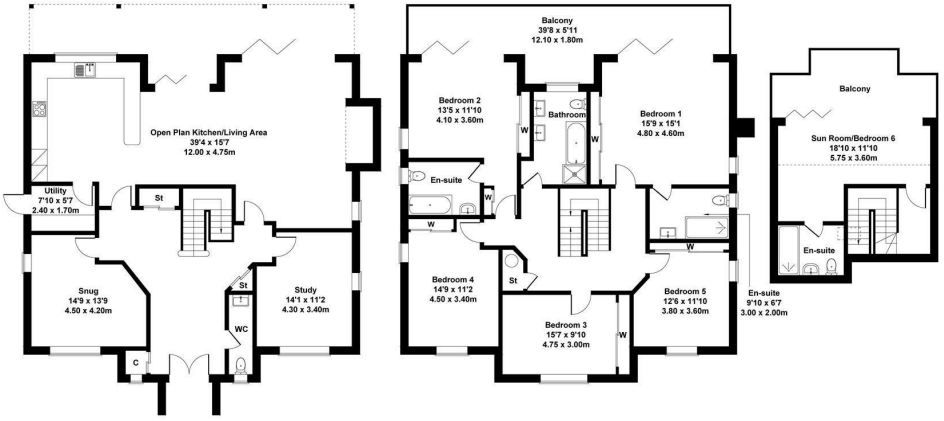 Open Plan Kitchen/Living Area
39'4 x 15'7
12.00 x 4.75m
Utility
7'10 x 5'7
2.40 x 1.70m
St
Snug
14'9 x 13'9
4.50 x 4.20m
St
Study
14'1 x 11'2
4.30 x 3.40m
WC
C
Balcony
39'8 x 5'11
12.10 x 1.80m
Bedroom 2
13'5 x 11'10
4.10 x 3.60m
W
Bathroom
W
Bedroom 1
15'9 x 15'1
4.80 x 4.60m
En-suite
W
W
Bedroom 4
14'9 x 11'2
4.50 x 3.40m
St
Bedroom 3
15'7 x 9'10
4.75 x 3.00m
W
W
Bedroom 5
12'6 x 11'10
3.80 x 3.60m
En-suite
9'10 x 6'7
3.00 x 2.00m
Balcony
Sun Room/Bedroom 6
18'10 x 11'10
5.75 x 3.60m
En-suite